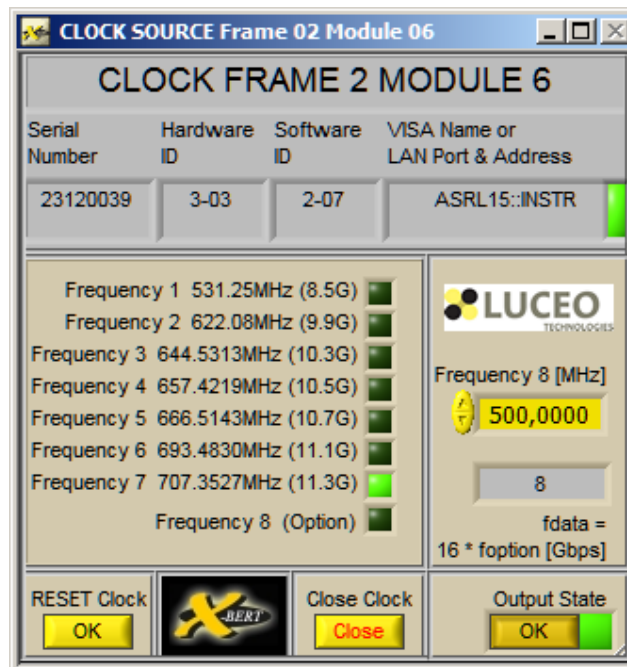 CLOCK SOURCE Frame 02 Module 06
CLOCK FRAME 2 MODULE 6
Serial Number
Hardware ID
Software ID
VISA Name or LAN Port & Address
23120039
3-03
2-07
ASRL15::INSTR
Frequency 1 531.25MHz (8.5G)
Frequency 2 622.08MHz (9.9G)
Frequency 3 644.5313MHz (10.3G)
Frequency 4 657.4219MHz (10.5G)
Frequency 5 666.5143MHz (10.7G)
Frequency 6 693.4830MHz (11.1G)
Frequency 7 707.3527MHz (11.3G)
Frequency 8 (Option)
LUCEO
TECHNOLOGIES
Frequency 8 [MHz]
500,0000
8
fdata =
16 * foption [Gbps]
RESET Clock
OK
X-BERT
Close Clock
Close
Output State
OK